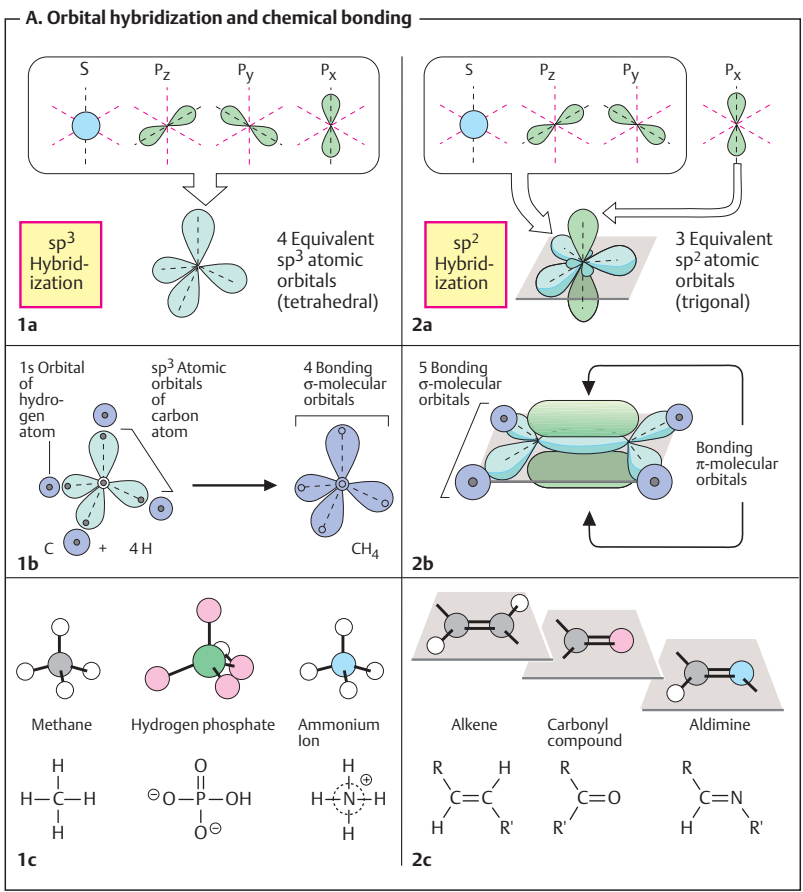 A. Orbital hybridization and chemical bonding
S
Pz
Py
Px
sp3
Hybrid-
ization
4 Equivalent
sp3 atomic
orbitals
(tetrahedral)
1a
S
Pz
Py
Px
sp2
Hybrid-
ization
3 Equivalent
sp2 atomic
orbitals
(trigonal)
2a
1s Orbital
of
hydro-
gen
atom
sp3 Atomic
orbitals
of
carbon
atom
4 Bonding
σ-molecular
orbitals
C + 4 H
CH4
1b
5 Bonding
σ-molecular
orbitals
Bonding
π-molecular
orbitals
2b
Methane
Hydrogen phosphate
Ammonium
Ion
H
H–C–H
H
O
⊖O–P–OH
O⊖
H ⊕
H–N–H
H
1c
Alkene
Carbonyl
compound
Aldimine
R H
C=C
H R'
R
C=O
R'
R
C=N
H R'
2c